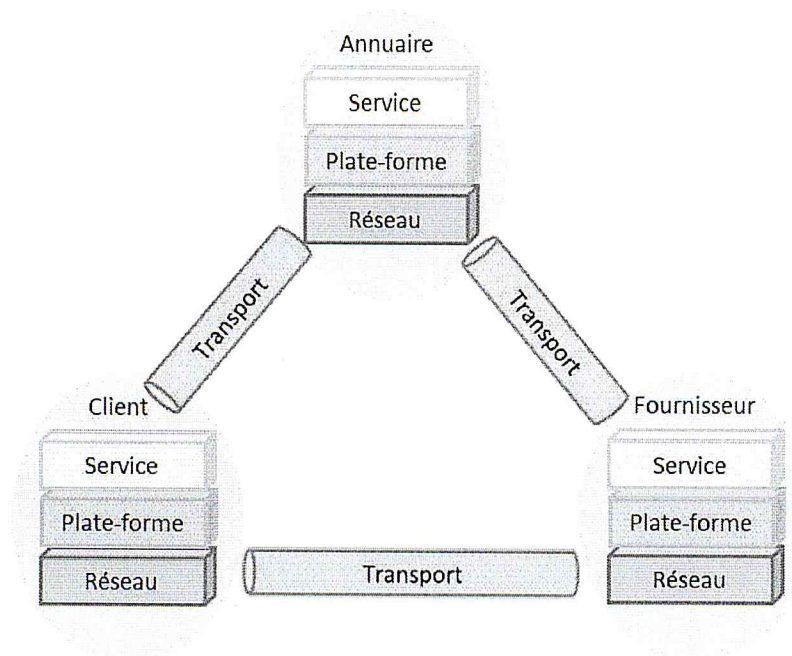 Annuaire
Service
Plate-forme
Réseau
Transport
Transport
Client
Service
Plate-forme
Réseau
Fournisseur
Service
Plate-forme
Réseau
Transport